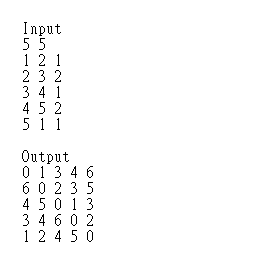 Input
5 5
1 2 1
2 3 2
3 4 1
4 5 2
5 1 1

Output
0 1 3 4 6
6 0 2 3 5
4 5 0 1 3
3 4 6 0 2
1 2 4 5 0